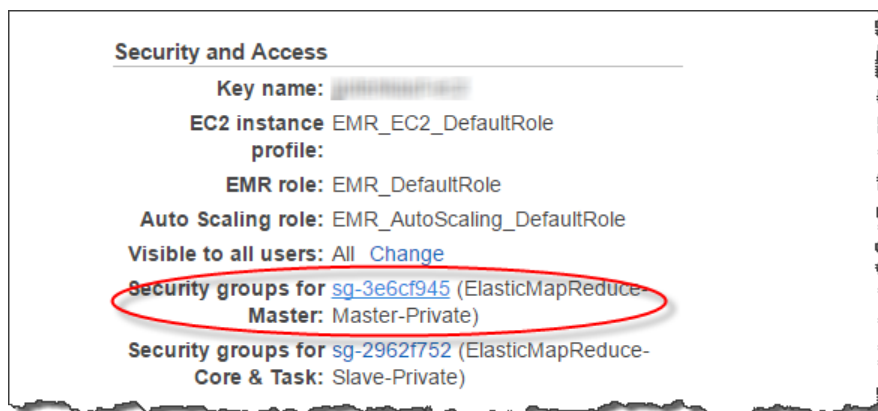 Security and Access
Key name:
EC2 instance EMR_EC2_DefaultRole
profile:
EMR role: EMR_DefaultRole
Auto Scaling role: EMR_AutoScaling_DefaultRole
Visible to all users: All Change
Security groups for sg-3e6cf945 (ElasticMapReduce-
Master: Master-Private)
Security groups for sg-2962f752 (ElasticMapReduce-
Core & Task: Slave-Private)